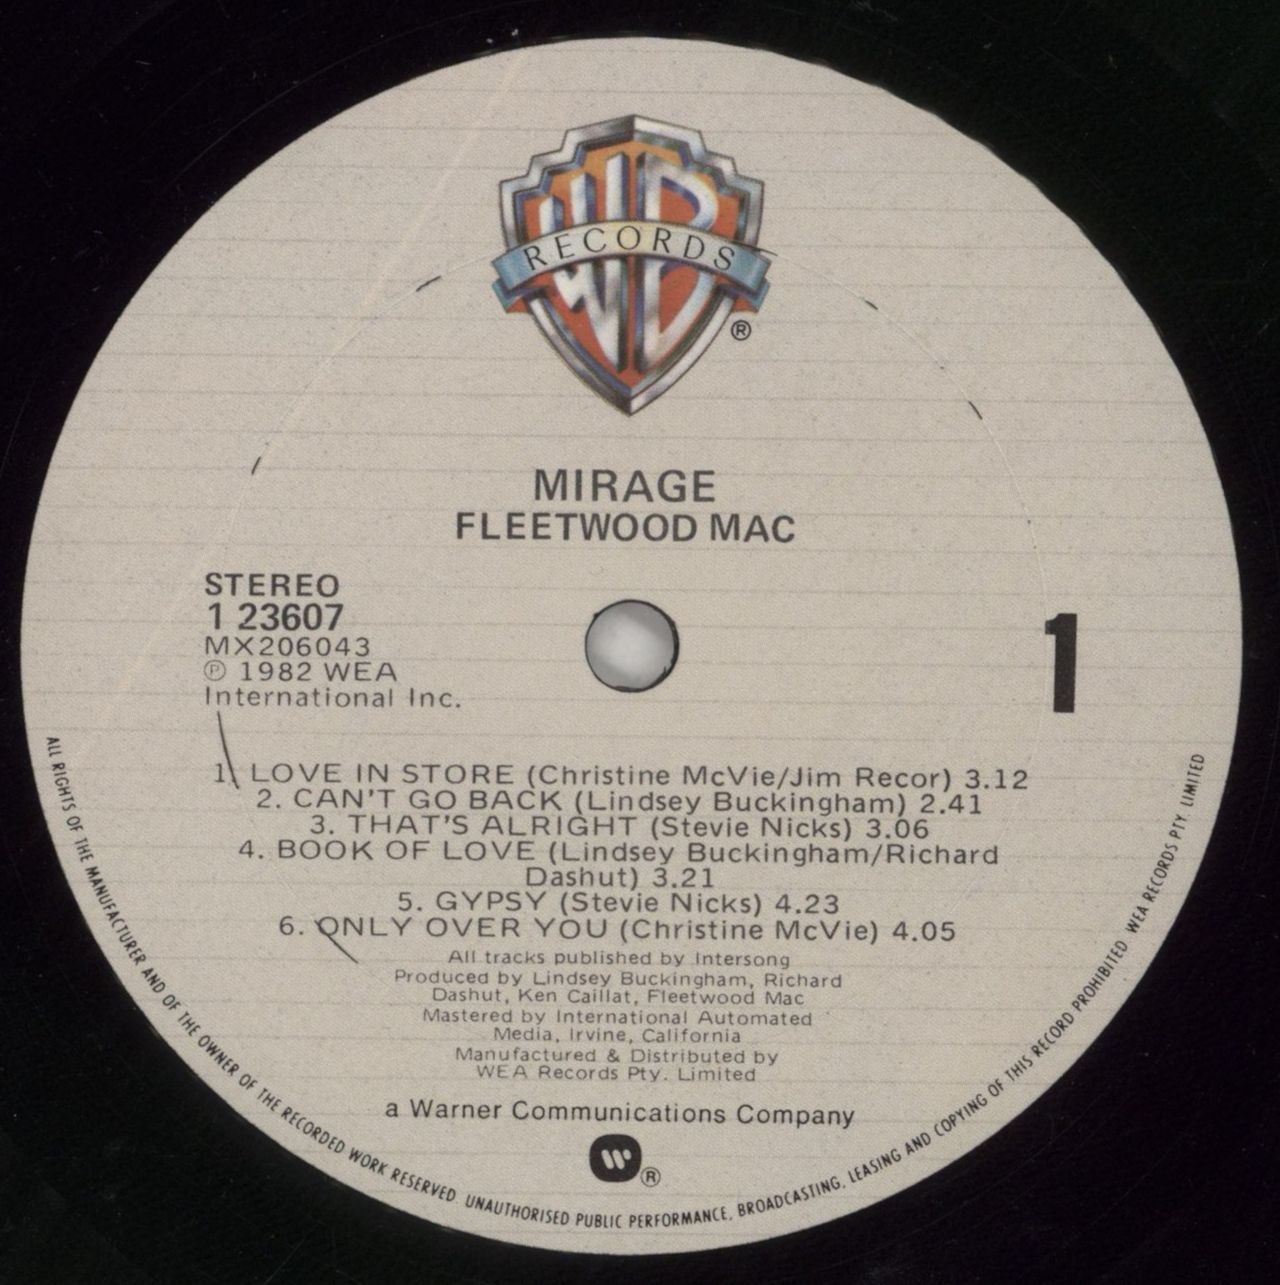 WB
RECORDS
®
MIRAGE
FLEETWOOD MAC
STEREO
1 23607
MX206043
℗ 1982 WEA
International Inc.
1
1. LOVE IN STORE (Christine McVie/Jim Recor) 3.12
2. CAN'T GO BACK (Lindsey Buckingham) 2.41
3. THAT'S ALRIGHT (Stevie Nicks) 3.06
4. BOOK OF LOVE (Lindsey Buckingham/Richard
Dashut) 3.21
5. GYPSY (Stevie Nicks) 4.23
6. ONLY OVER YOU (Christine McVie) 4.05
All tracks published by Intersong
Produced by Lindsey Buckingham, Richard
Dashut, Ken Caillat, Fleetwood Mac
Mastered by International Automated
Media, Irvine, California
Manufactured & Distributed by
WEA Records Pty. Limited
a Warner Communications Company
W®
ALL RIGHTS OF THE MANUFACTURER AND OF THE OWNER OF THE RECORDED WORK RESERVED. UNAUTHORISED PUBLIC PERFORMANCE, BROADCASTING, LEASING AND COPYING OF THIS RECORD PROHIBITED WEA RECORDS PTY. LIMITED